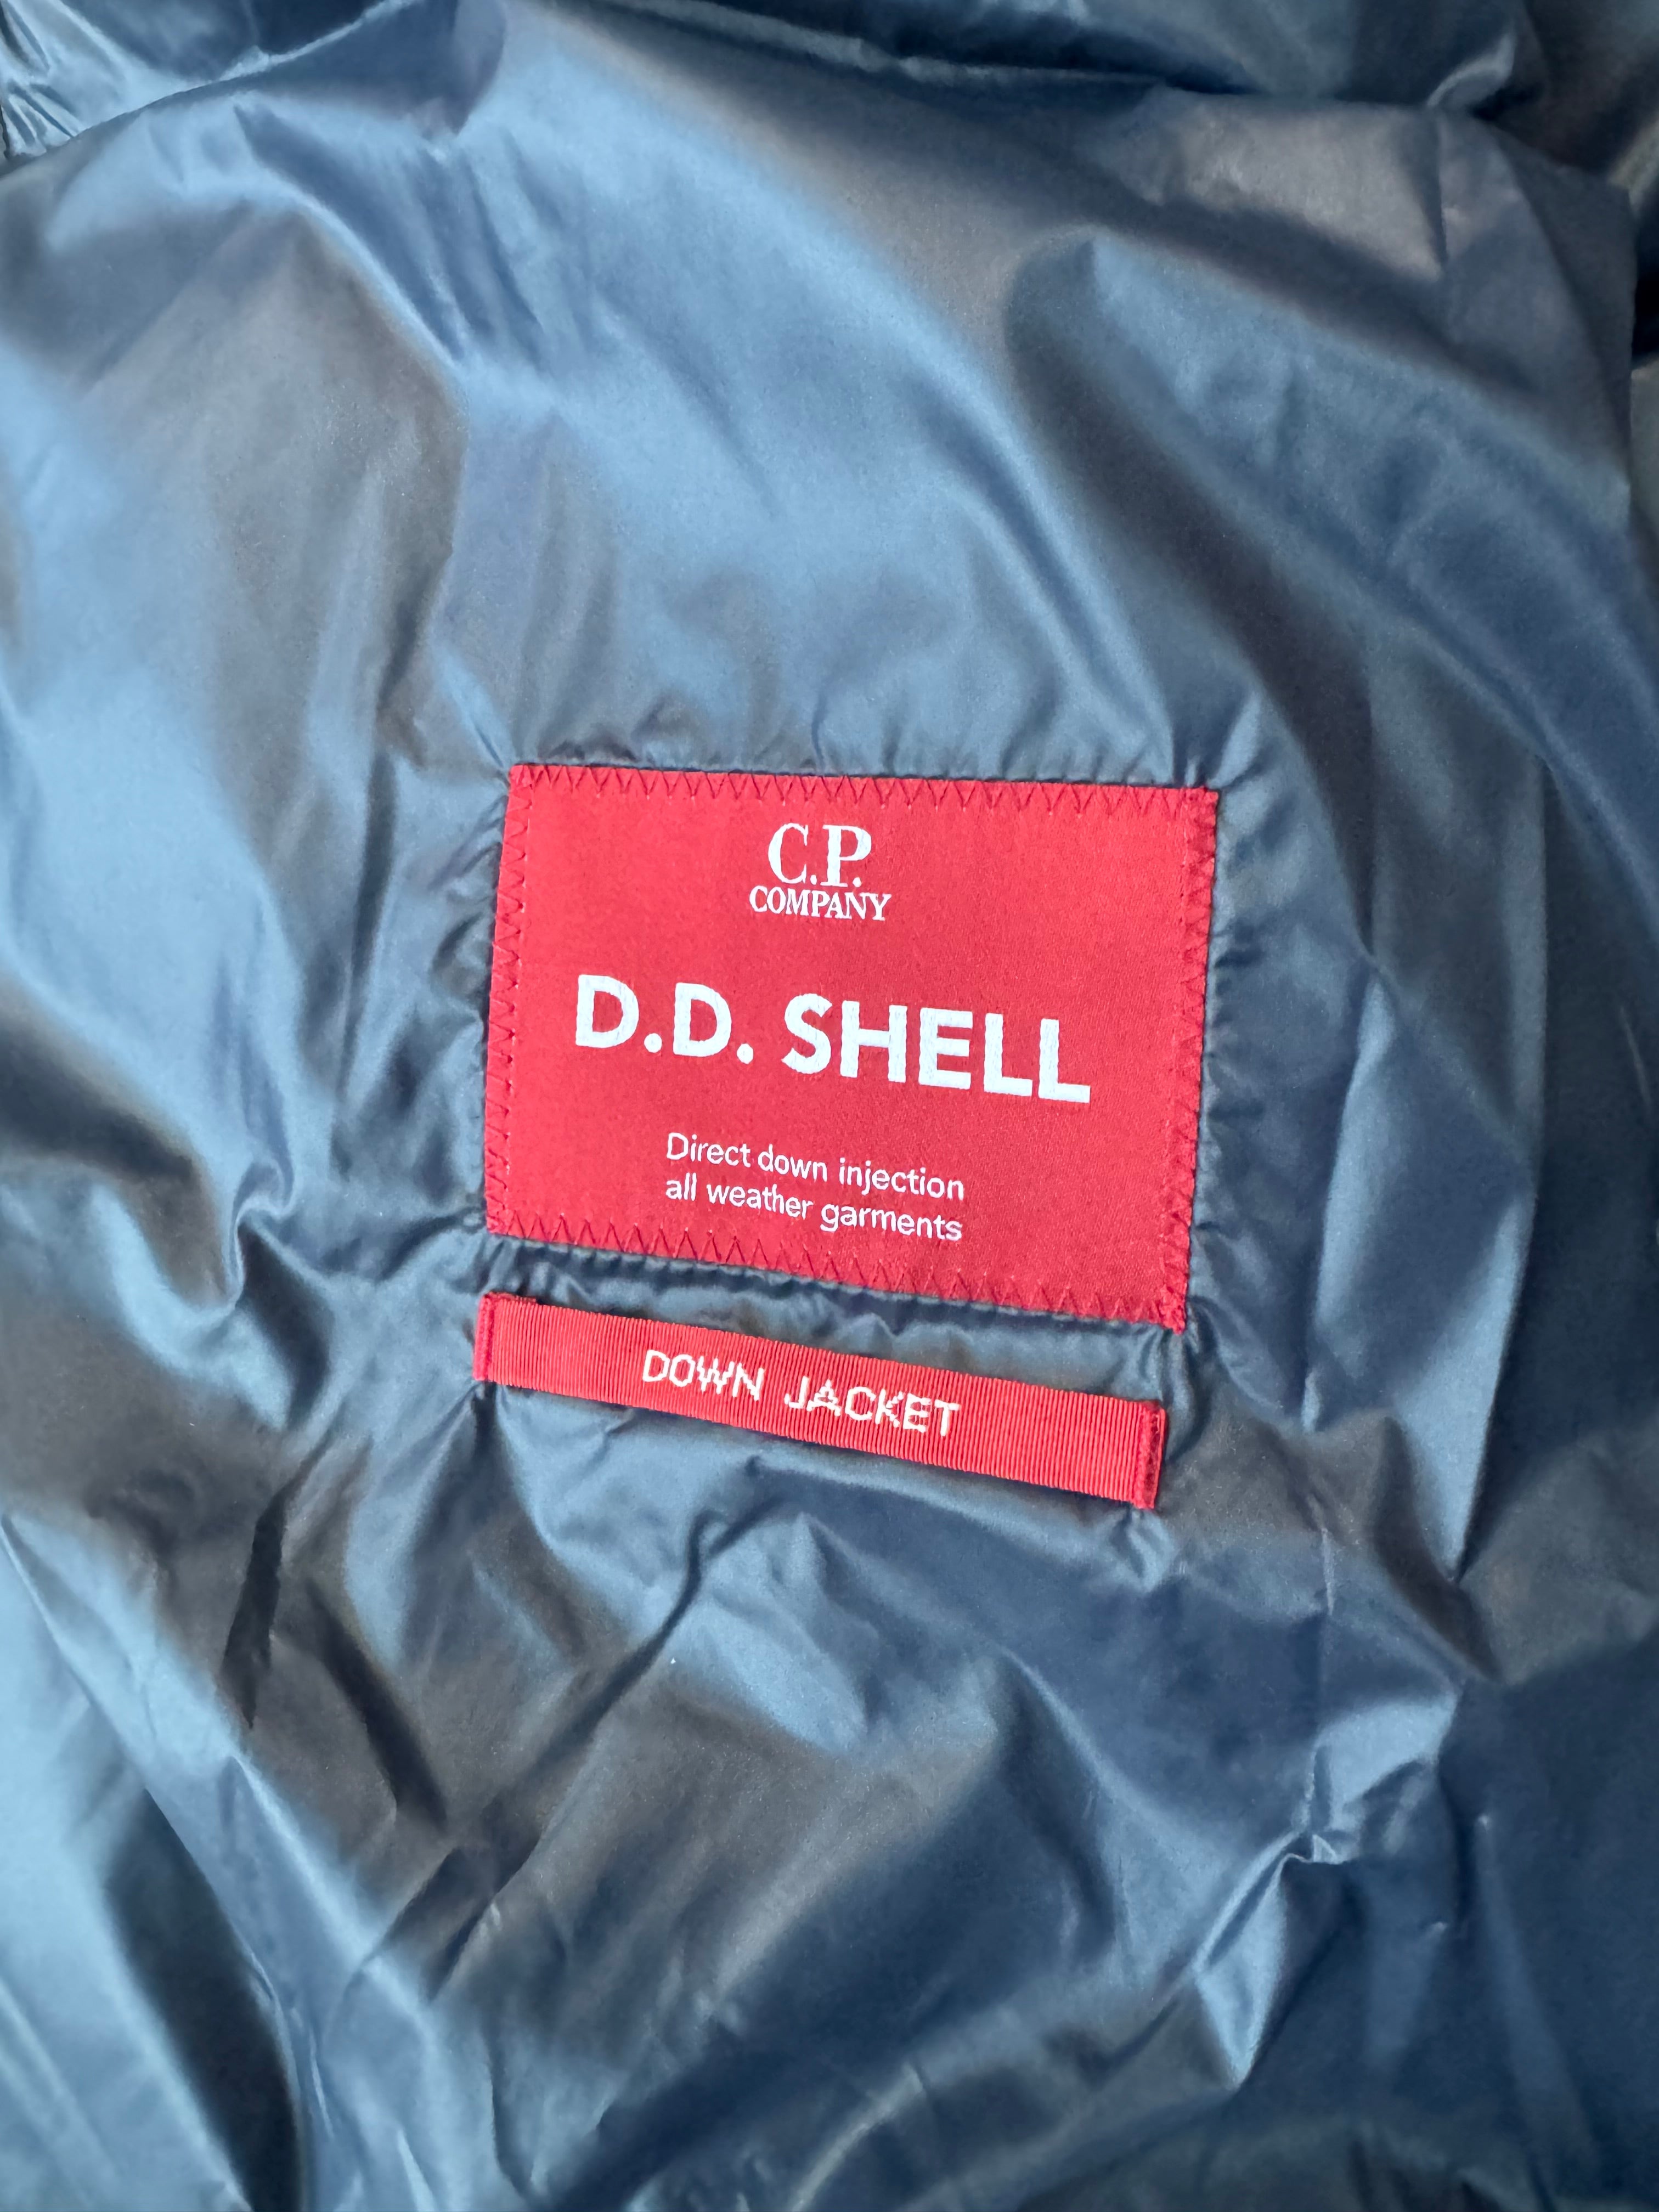 C.P.
COMPANY
D.D. SHELL
Direct down injection
all weather garments
DOWN JACKET